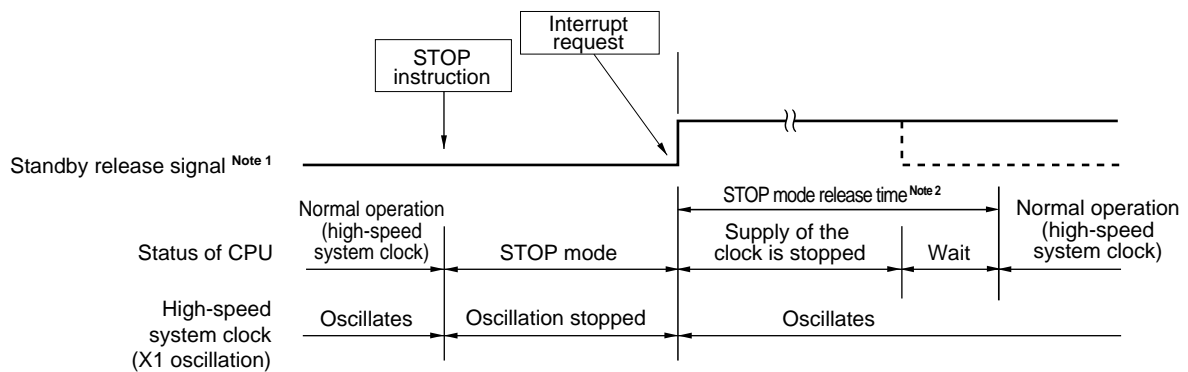 Interrupt
request
STOP
instruction
Standby release signal Note 1
STOP mode release time Note 2
Normal operation
(high-speed
system clock)
Supply of the
clock is stopped
Normal operation
(high-speed
system clock)
Status of CPU
STOP mode
Wait
High-speed
system clock
(X1 oscillation)
Oscillates
Oscillation stopped
Oscillates